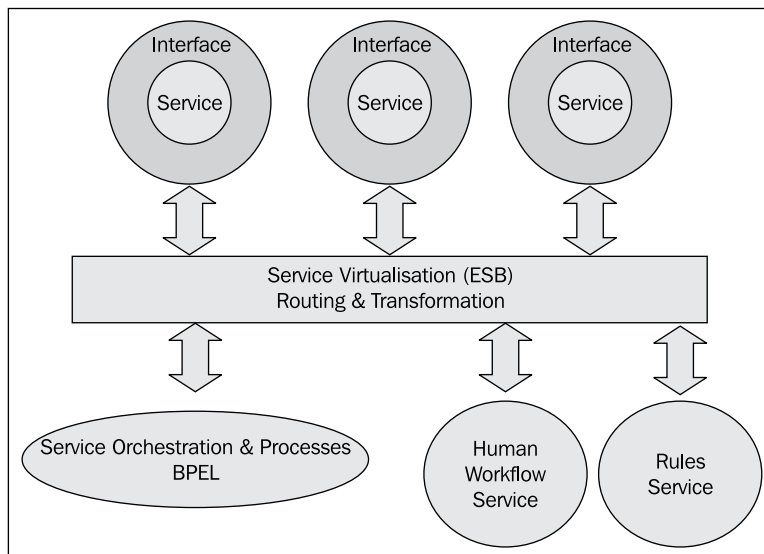 Interface
Service
Interface
Service
Interface
Service
Service Virtualisation (ESB)
Routing & Transformation
Service Orchestration & Processes
BPEL
Human
Workflow
Service
Rules
Service